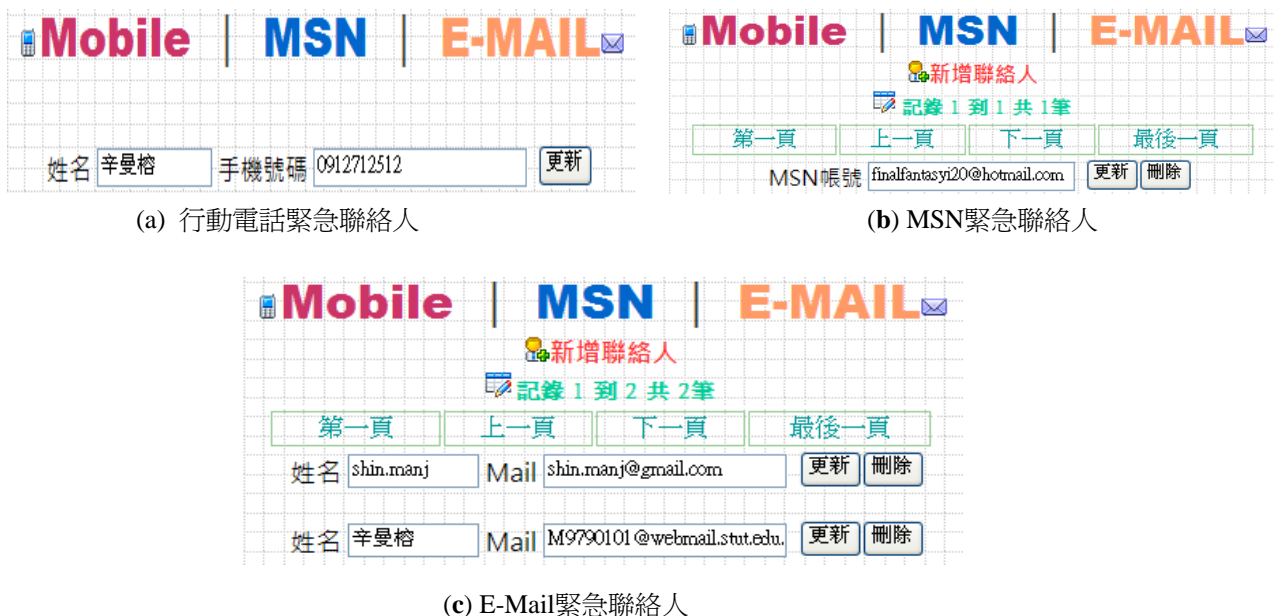 Mobile | MSN | E-MAIL
姓名 辛曼榕 手機號碼 0912712512 更新
(a) 行動電話緊急聯絡人
Mobile | MSN | E-MAIL
新增聯絡人
記錄 1 到 1 共 1筆
第一頁 上一頁 下一頁 最後一頁
MSN帳號 finalfantasyi20@hotmail.com 更新 刪除
(b) MSN緊急聯絡人
Mobile | MSN | E-MAIL
新增聯絡人
記錄 1 到 2 共 2筆
第一頁 上一頁 下一頁 最後一頁
姓名 shin.manj Mail shin.manj@gmail.com 更新 刪除
姓名 辛曼榕 Mail M9790101@webmail.stut.edu. 更新 刪除
(c) E-Mail緊急聯絡人